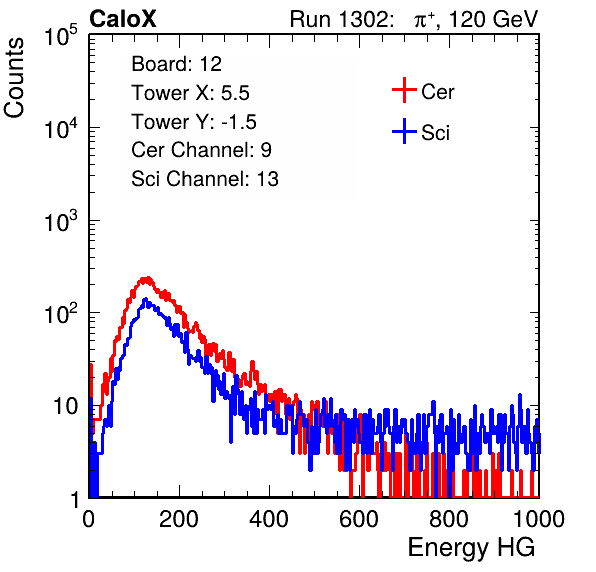 CaloX Run 1302: π⁺, 120 GeV
Counts
Board: 12
Tower X: 5.5
Tower Y: -1.5
Cer Channel: 9
Sci Channel: 13
Cer
Sci
10⁵
10⁴
10³
10²
10
1
0 200 400 600 800 1000
Energy HG